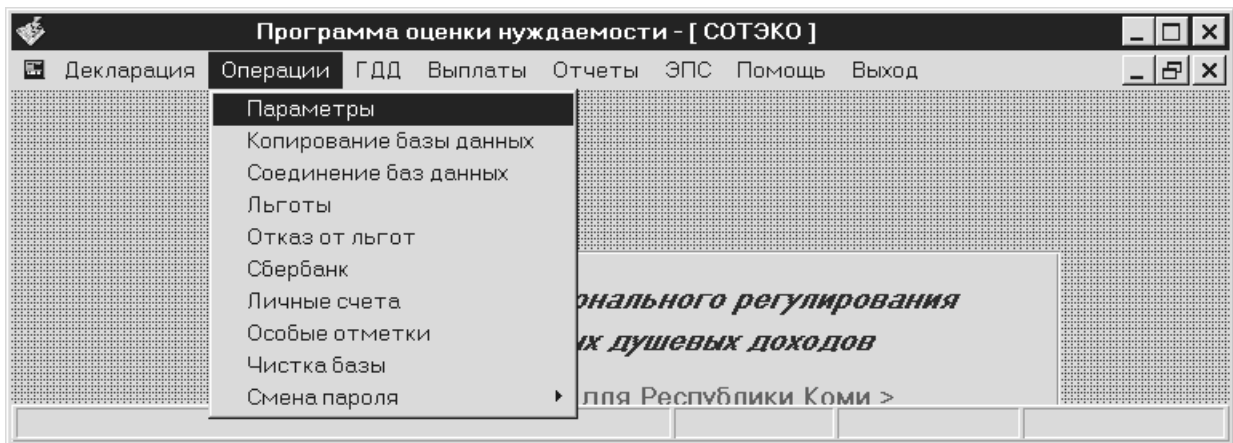 Программа оценки нуждаемости - [ СОТЭКО ]
Декларация Операции ГДД Выплаты Отчеты ЭПС Помощь Выход
Параметры
Копирование базы данных
Соединение баз данных
Льготы
Отказ от льгот
Сбербанк
Личные счета
онального регулирования
Особые отметки
ых душевых доходов
Чистка базы
Смена пароля
для Республики Коми >